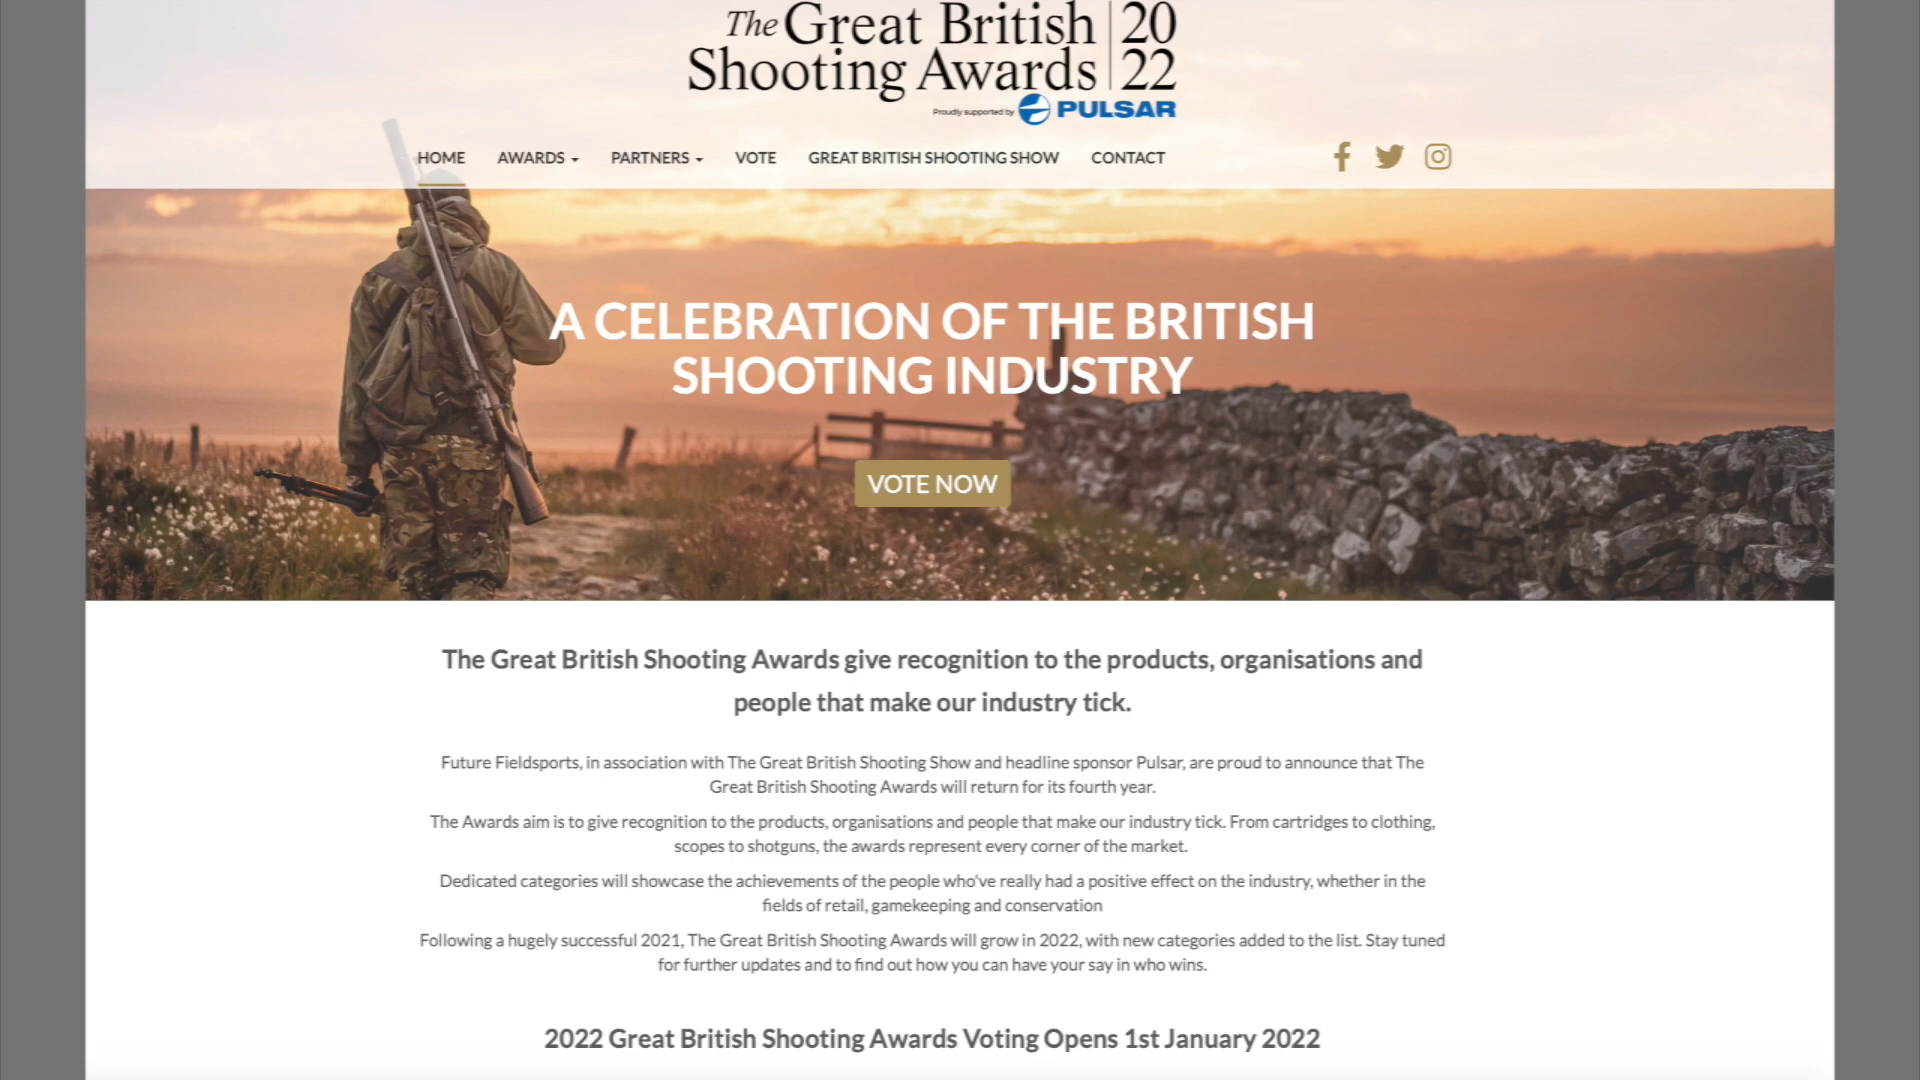 The Great British 20
Shooting Awards 22
Proudly supported by PULSAR
HOME AWARDS PARTNERS VOTE GREAT BRITISH SHOOTING SHOW CONTACT
A CELEBRATION OF THE BRITISH
SHOOTING INDUSTRY
VOTE NOW
The Great British Shooting Awards give recognition to the products, organisations and
people that make our industry tick.
Future Fieldsports, in association with The Great British Shooting Show and headline sponsor Pulsar, are proud to announce that The
Great British Shooting Awards will return for its fourth year.
The Awards aim is to give recognition to the products, organisations and people that make our industry tick. From cartridges to clothing,
scopes to shotguns, the awards represent every corner of the market.
Dedicated categories will showcase the achievements of the people who've really had a positive effect on the industry, whether in the
fields of retail, gamekeeping and conservation
Following a hugely successful 2021, The Great British Shooting Awards will grow in 2022, with new categories added to the list. Stay tuned
for further updates and to find out how you can have your say in who wins.
2022 Great British Shooting Awards Voting Opens 1st January 2022